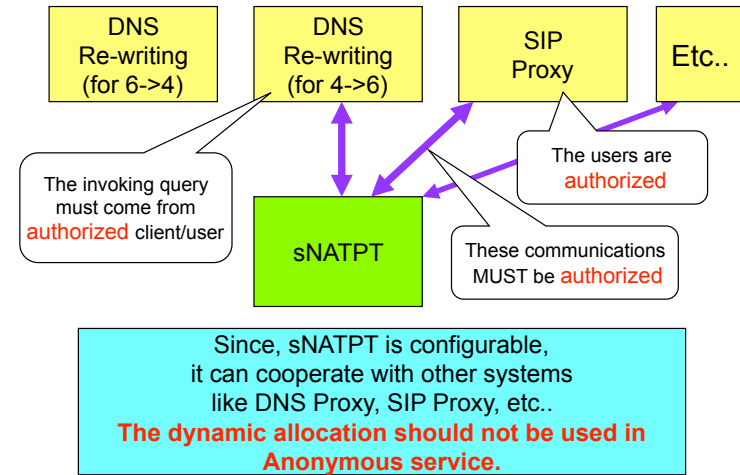 DNS
Re-writing
(for 6->4)
DNS
Re-writing
(for 4->6)
SIP
Proxy
Etc..
The invoking query
must come from
authorized client/user
The users are
authorized
sNATPT
These communications
MUST be authorized
Since, sNATPT is configurable,
it can cooperate with other systems
like DNS Proxy, SIP Proxy, etc..
The dynamic allocation should not be used in
Anonymous service.